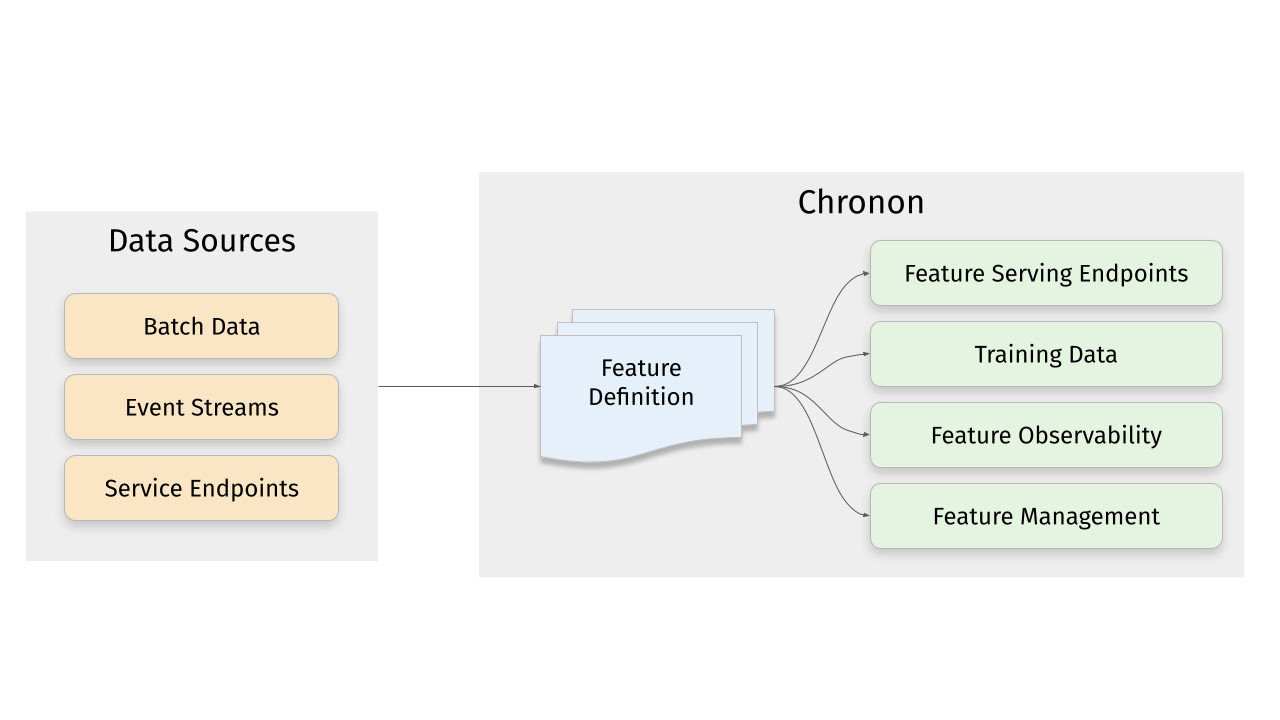 Data Sources
Batch Data
Event Streams
Service Endpoints
Chronon
Feature
Definition
Feature Serving Endpoints
Training Data
Feature Observability
Feature Management